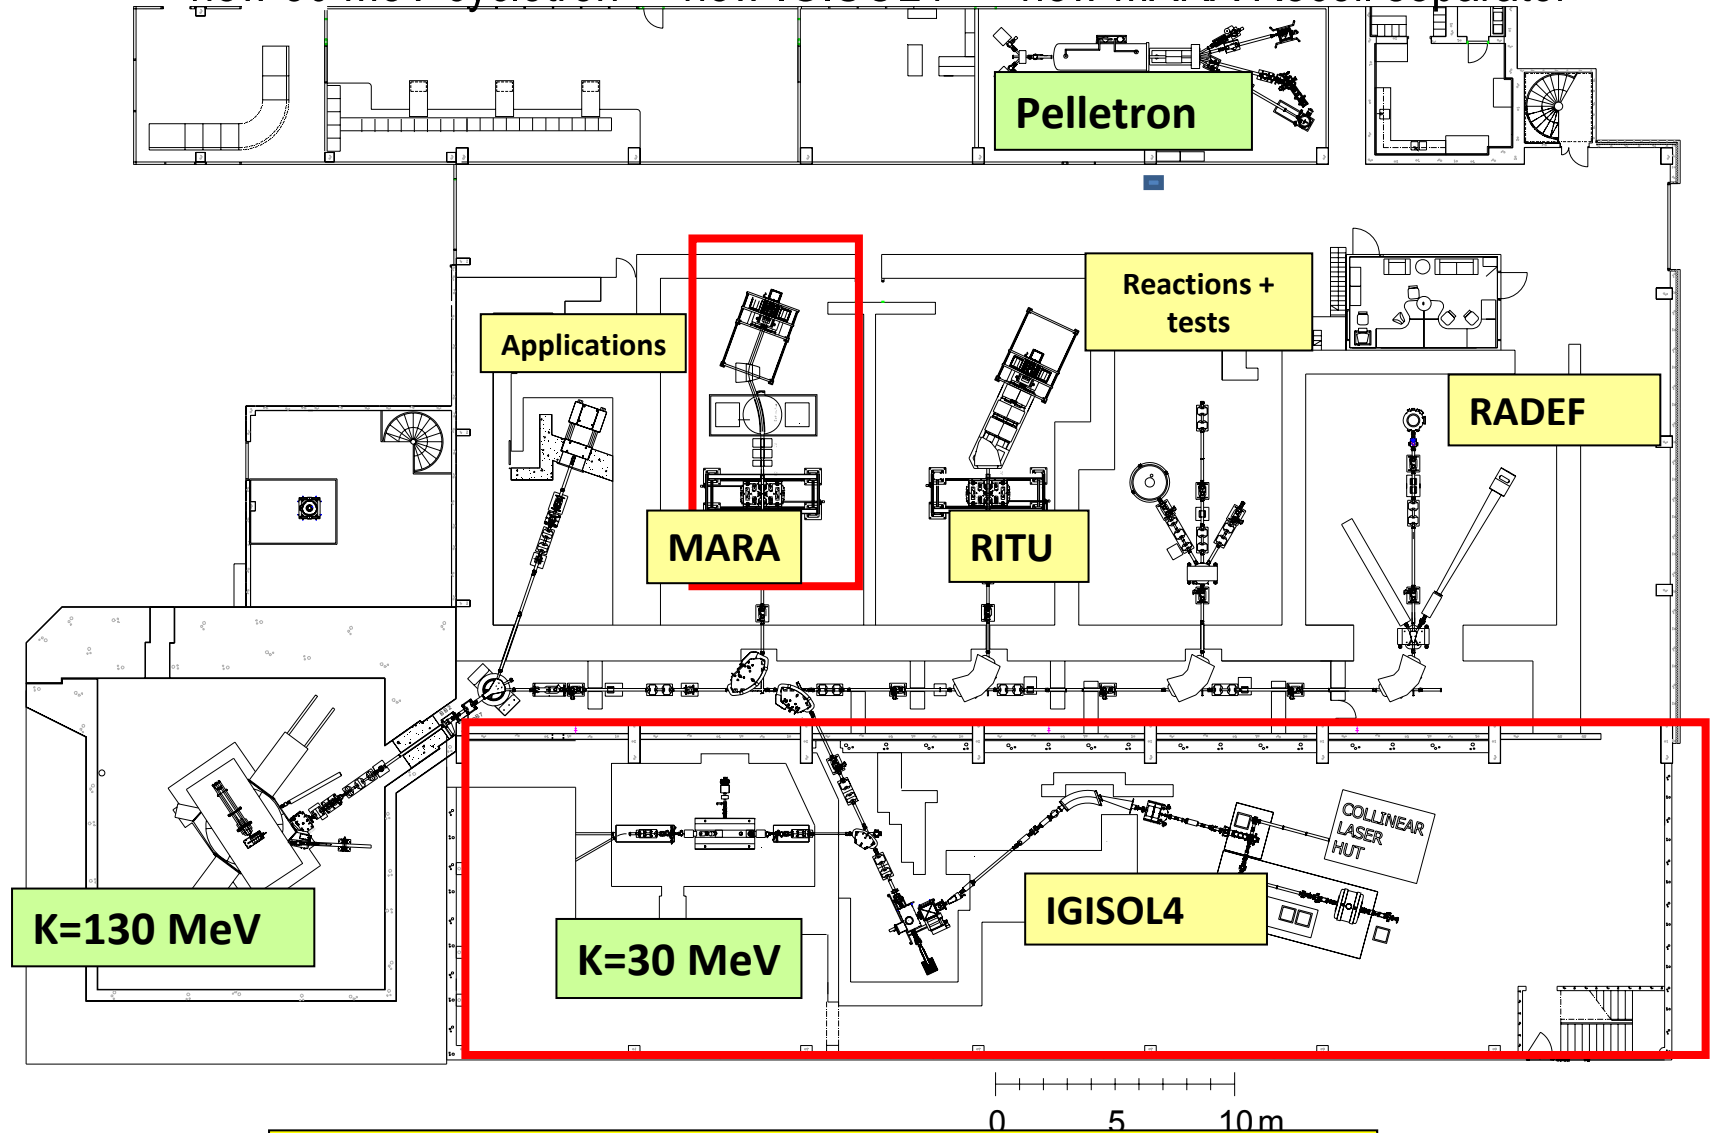 Pelletron
Reactions +
tests
Applications
RADEF
MARA
RITU
COLLINEAR
LASER
HUT
IGISOL4
K=130 MeV
K=30 MeV
0 5 10 m